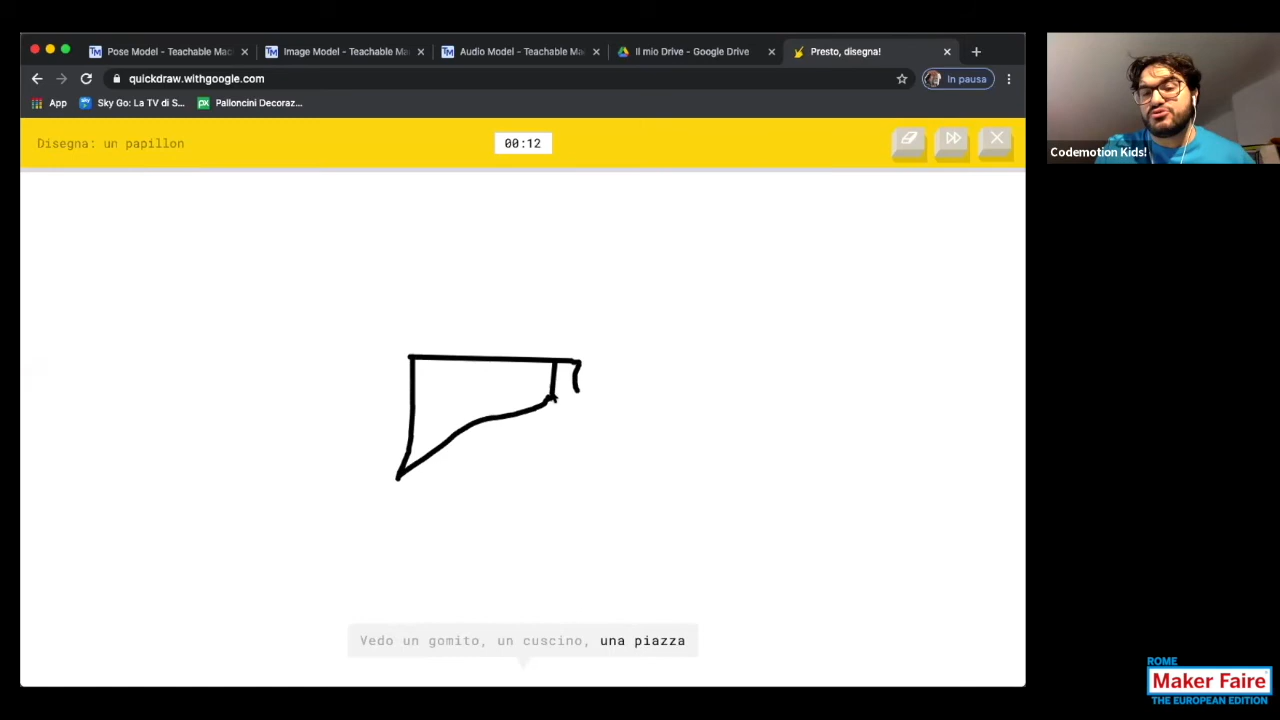 Pose Model - Teachable Ma
Image Model - Teachable Ma
Audio Model - Teachable Ma
Il mio Drive - Google Drive
Presto, disegna!
quickdraw.withgoogle.com
In pausa
App
Sky Go: La TV di S...
px
Palloncini Decoraz...
Disegna: un papillon
00:12
Codemotion Kids!
Vedo un gomito, un cuscino, una piazza
ROME
Maker Faire
THE EUROPEAN EDITION